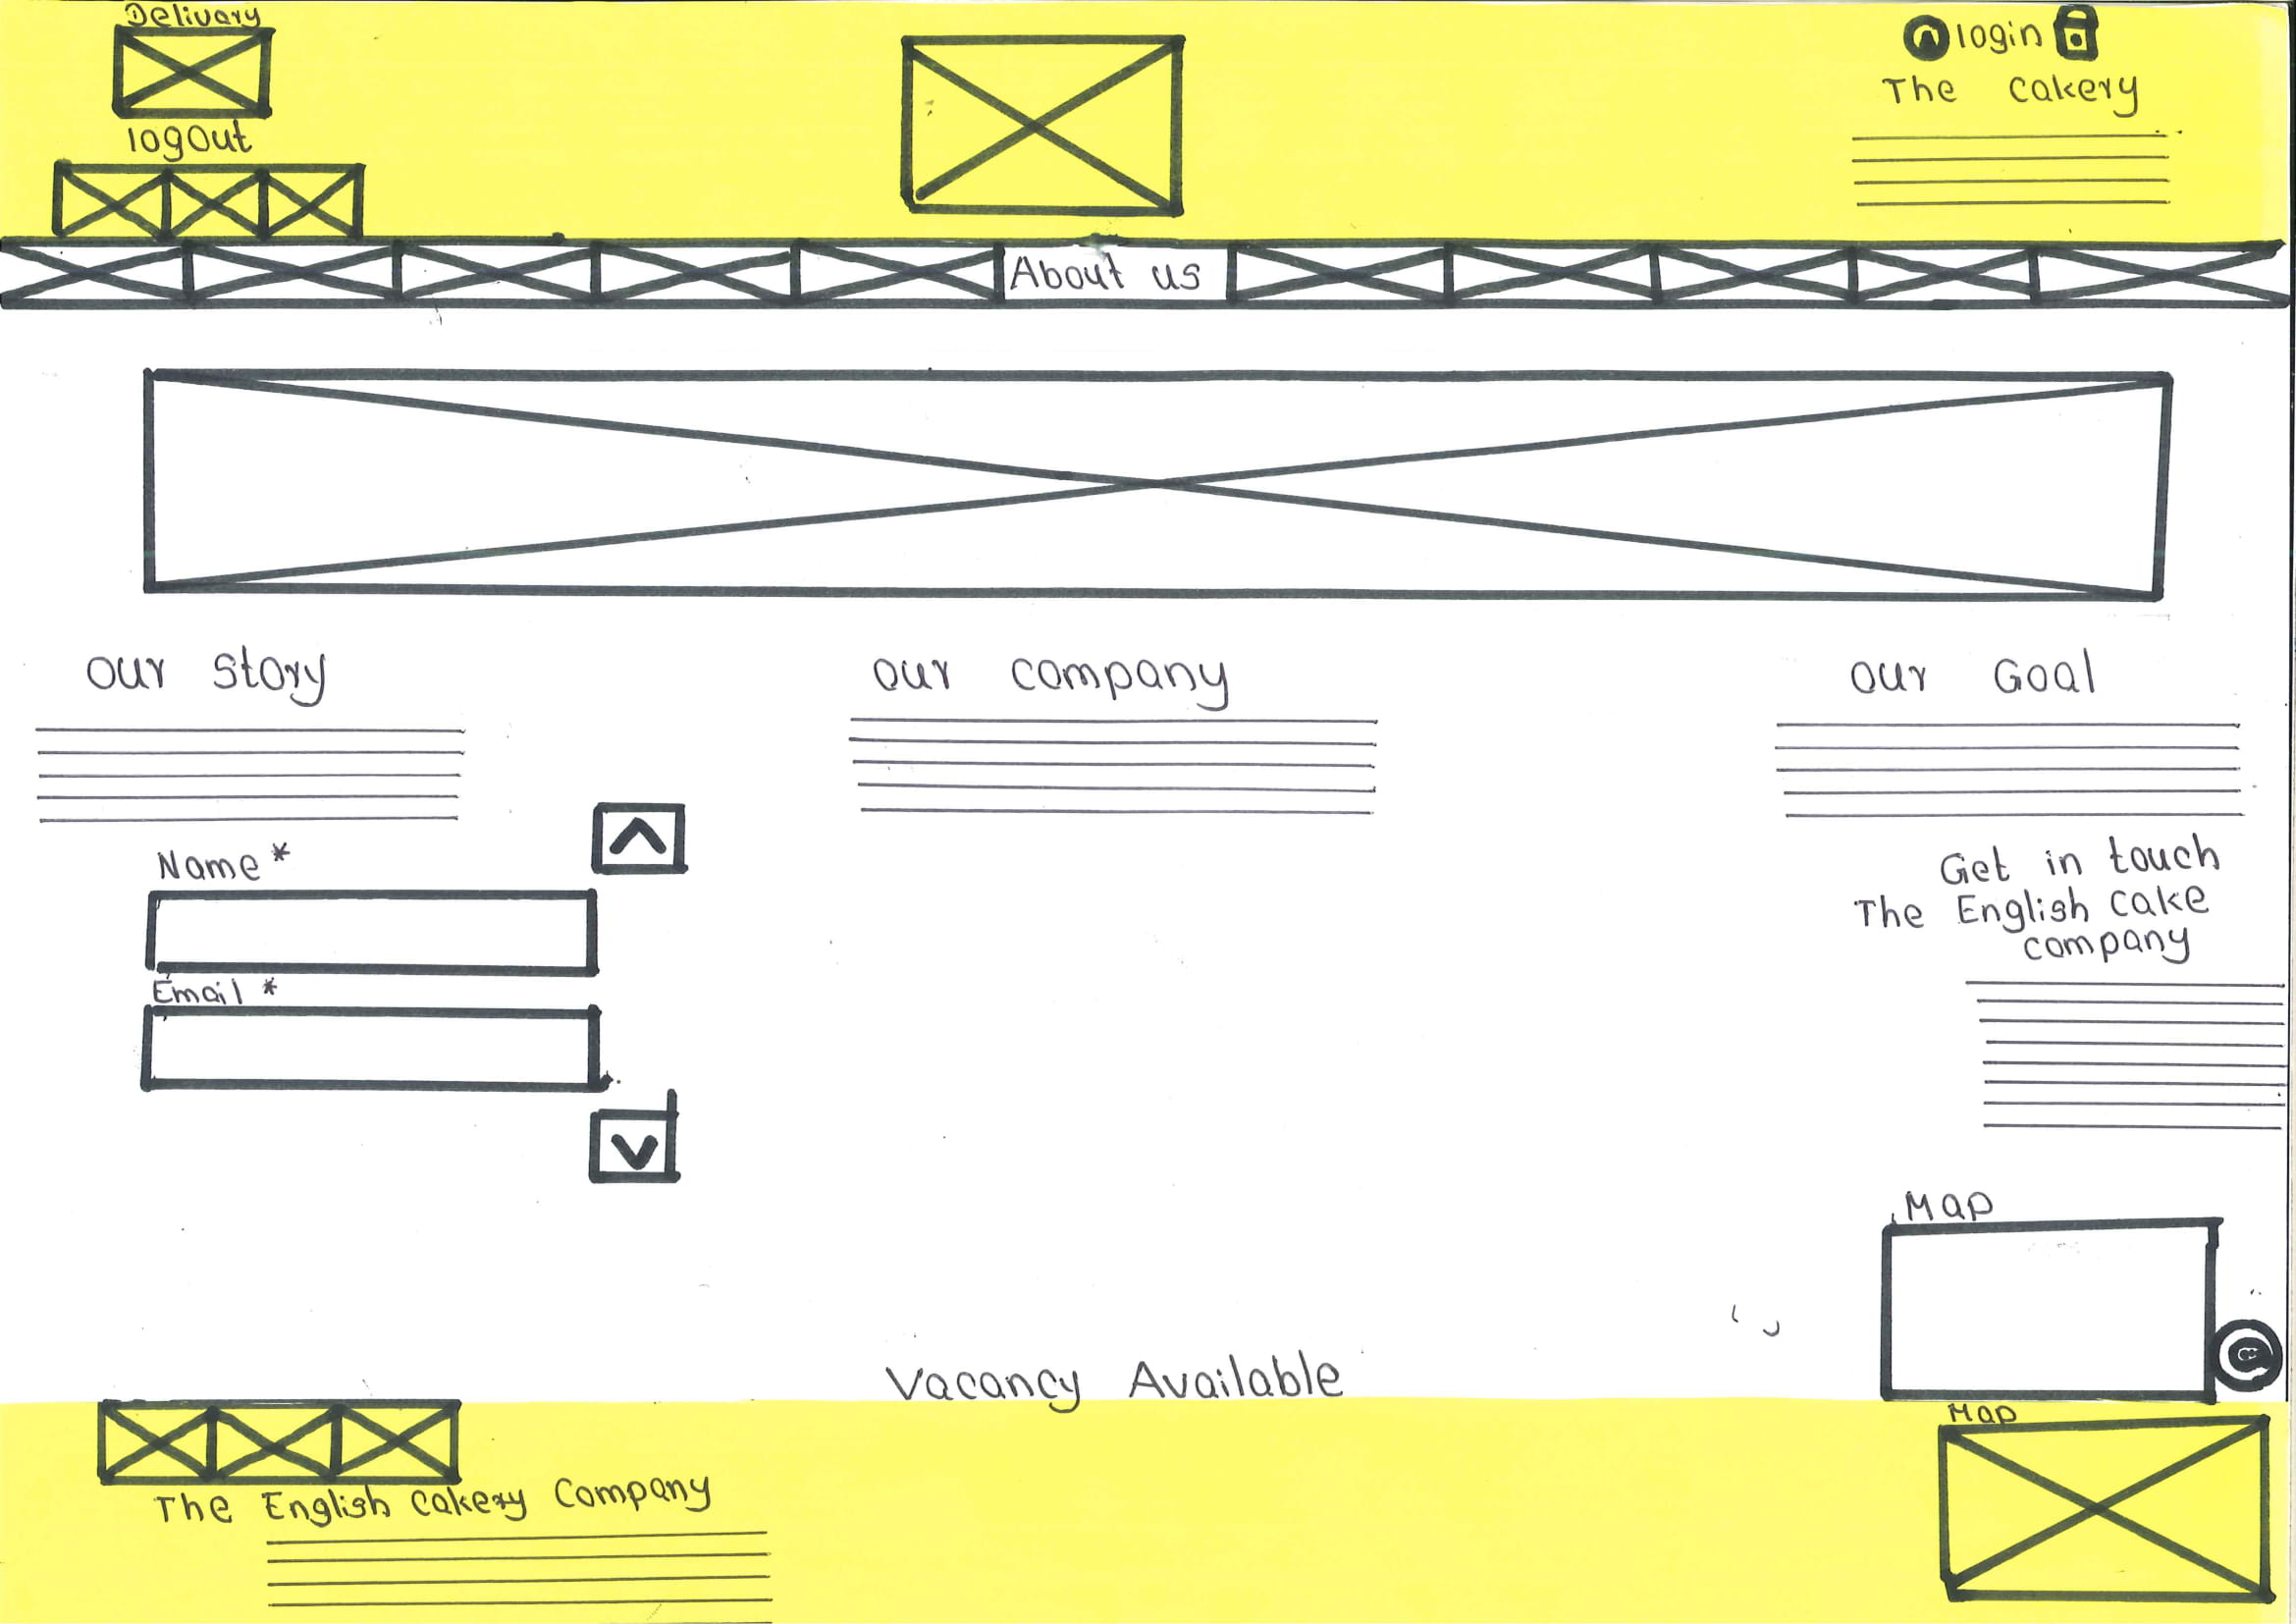 Delivary
login
The Cakery
logout
About us
our story
our company
our Goal
Name *
Get in touch
The English cake
company
Email *
Map
Vacancy Available
Map
The English Cakery Company